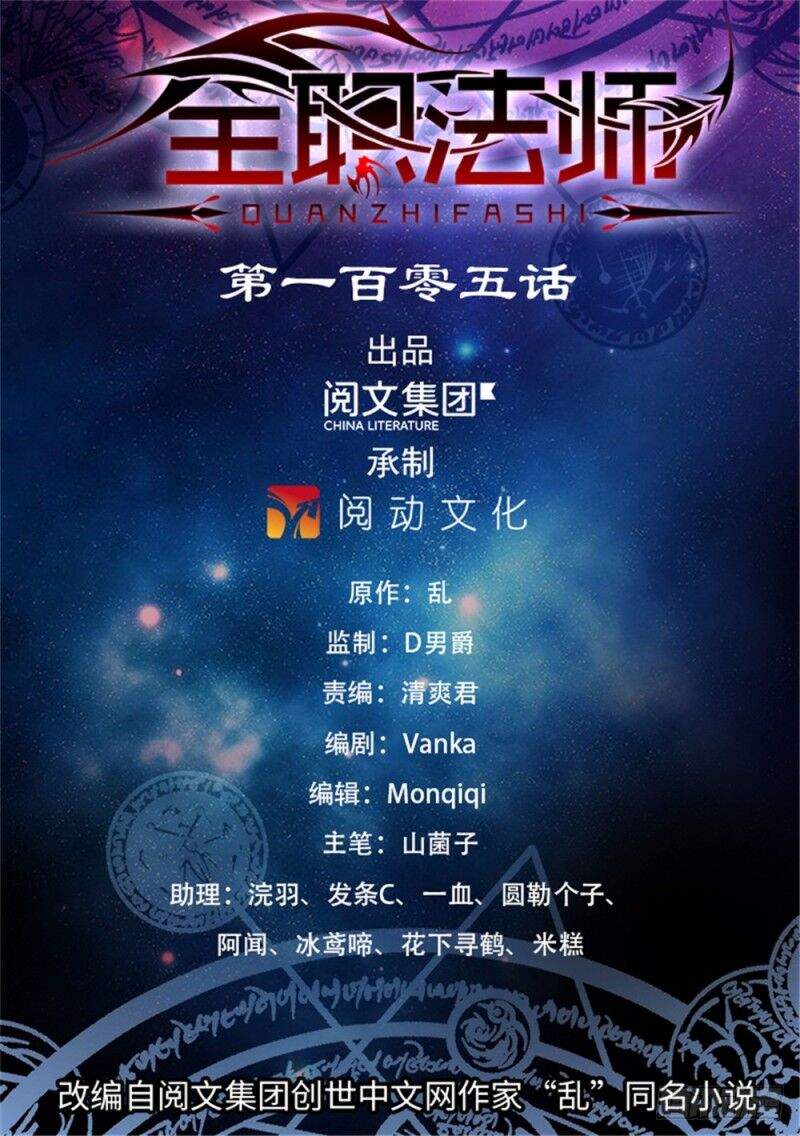 全职法师
QUANZHIFASHI
第一百零五话
出品
阅文集团
CHINA LITERATURE
承制
阅动文化
原作：乱
监制：D男爵
责编：清爽君
编剧：Vanka
编辑：Monqiqi
主笔：山菌子
助理：浣羽、发条C、一血、圆勒个子、
阿闻、冰鸢啼、花下寻鹤、米糕
改编自阅文集团创世中文网作家“乱”同名小说